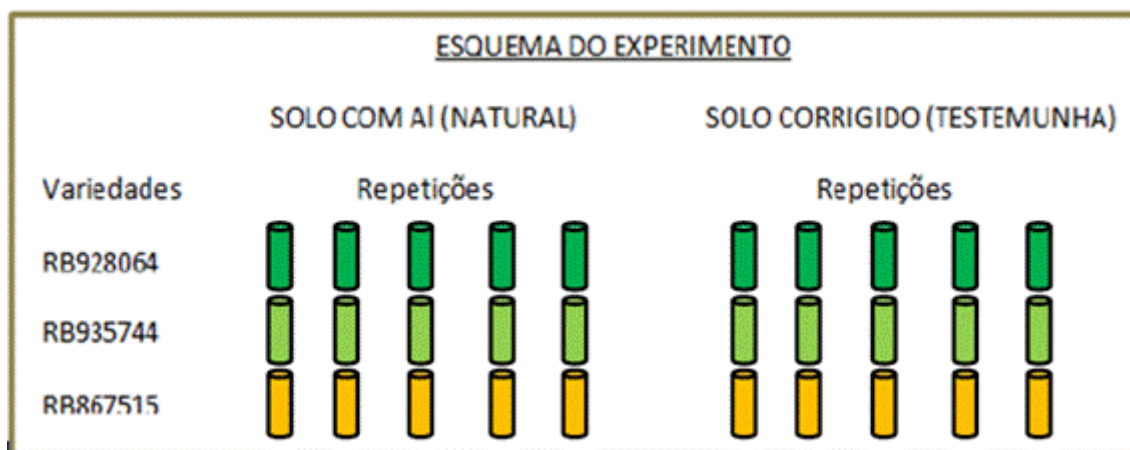 ESQUEMA DO EXPERIMENTO
SOLO COM Al (NATURAL) SOLO CORRIGIDO (TESTEMUNHA)
Variedades Repetições Repetições
RB928064
RB935744
RB867515